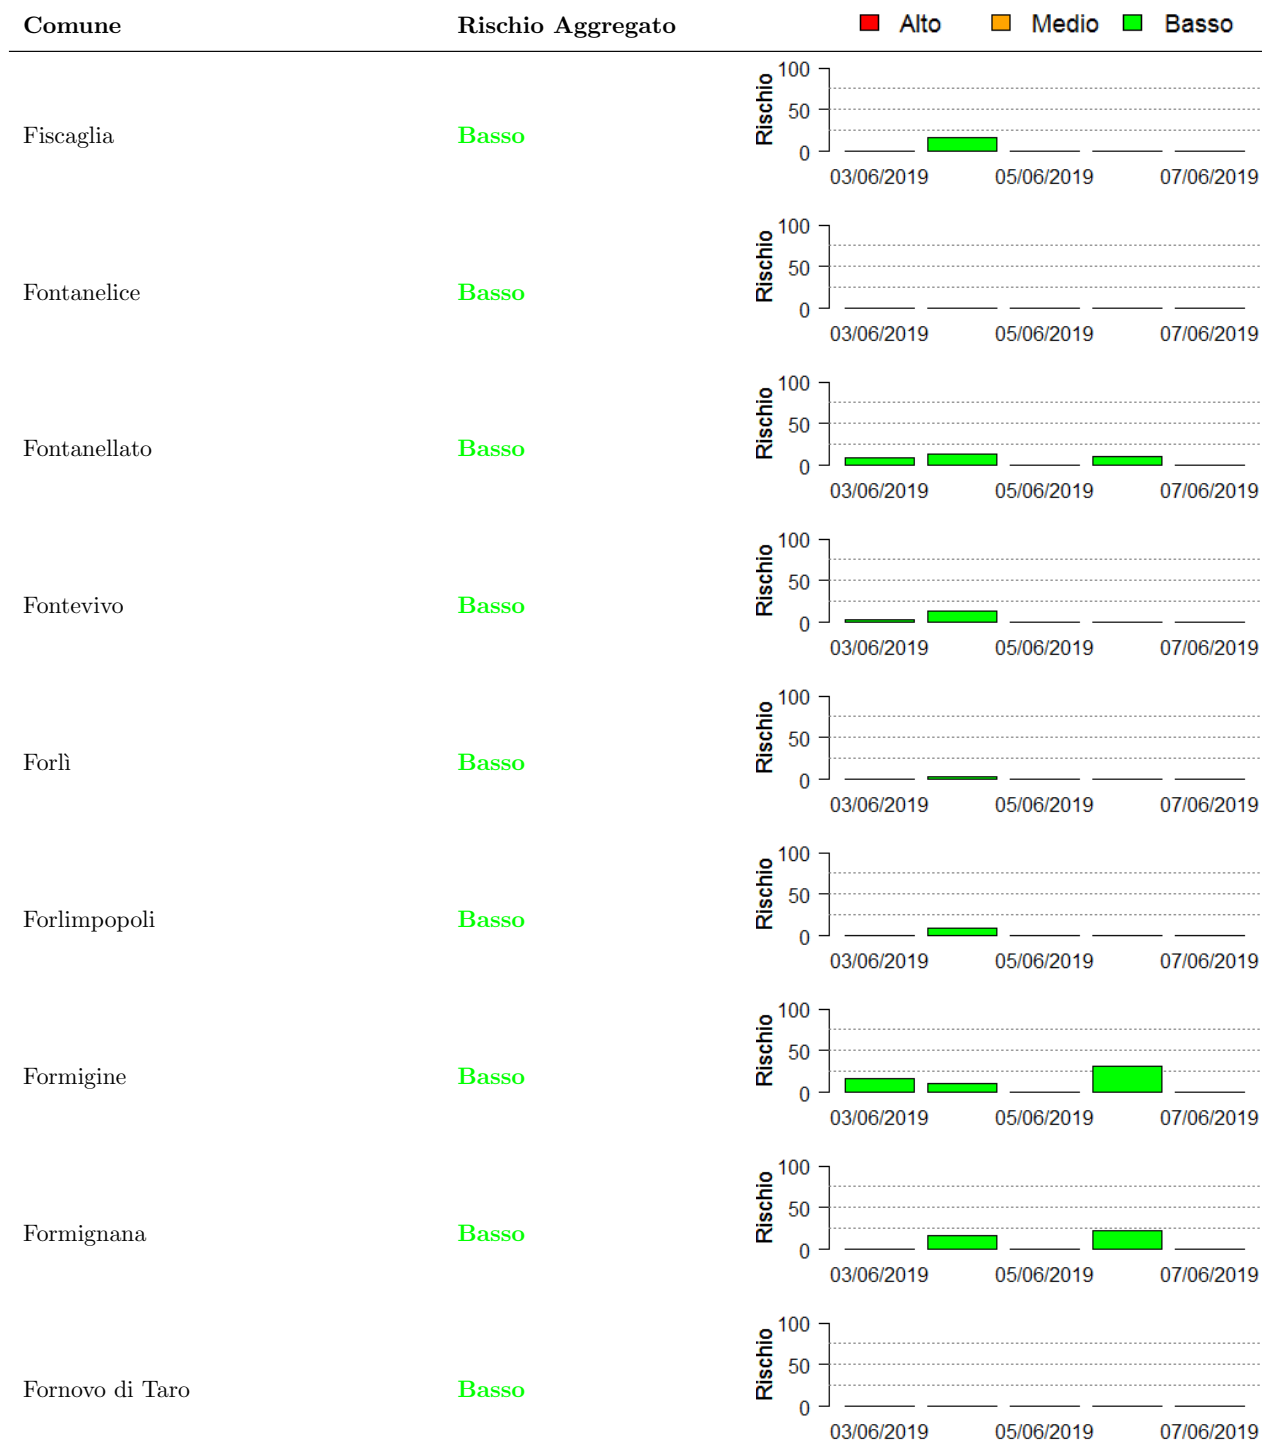 Comune Rischio Aggregato Alto Medio Basso
Fiscaglia Basso Rischio 100 50 0
03/06/2019 05/06/2019 07/06/2019
Fontanelice Basso Rischio 100 50 0
03/06/2019 05/06/2019 07/06/2019
Fontanellato Basso Rischio 100 50 0
03/06/2019 05/06/2019 07/06/2019
Fontevivo Basso Rischio 100 50 0
03/06/2019 05/06/2019 07/06/2019
Forlì Basso Rischio 100 50 0
03/06/2019 05/06/2019 07/06/2019
Forlimpopoli Basso Rischio 100 50 0
03/06/2019 05/06/2019 07/06/2019
Formigine Basso Rischio 100 50 0
03/06/2019 05/06/2019 07/06/2019
Formignana Basso Rischio 100 50 0
03/06/2019 05/06/2019 07/06/2019
Fornovo di Taro Basso Rischio 100 50 0
03/06/2019 05/06/2019 07/06/2019